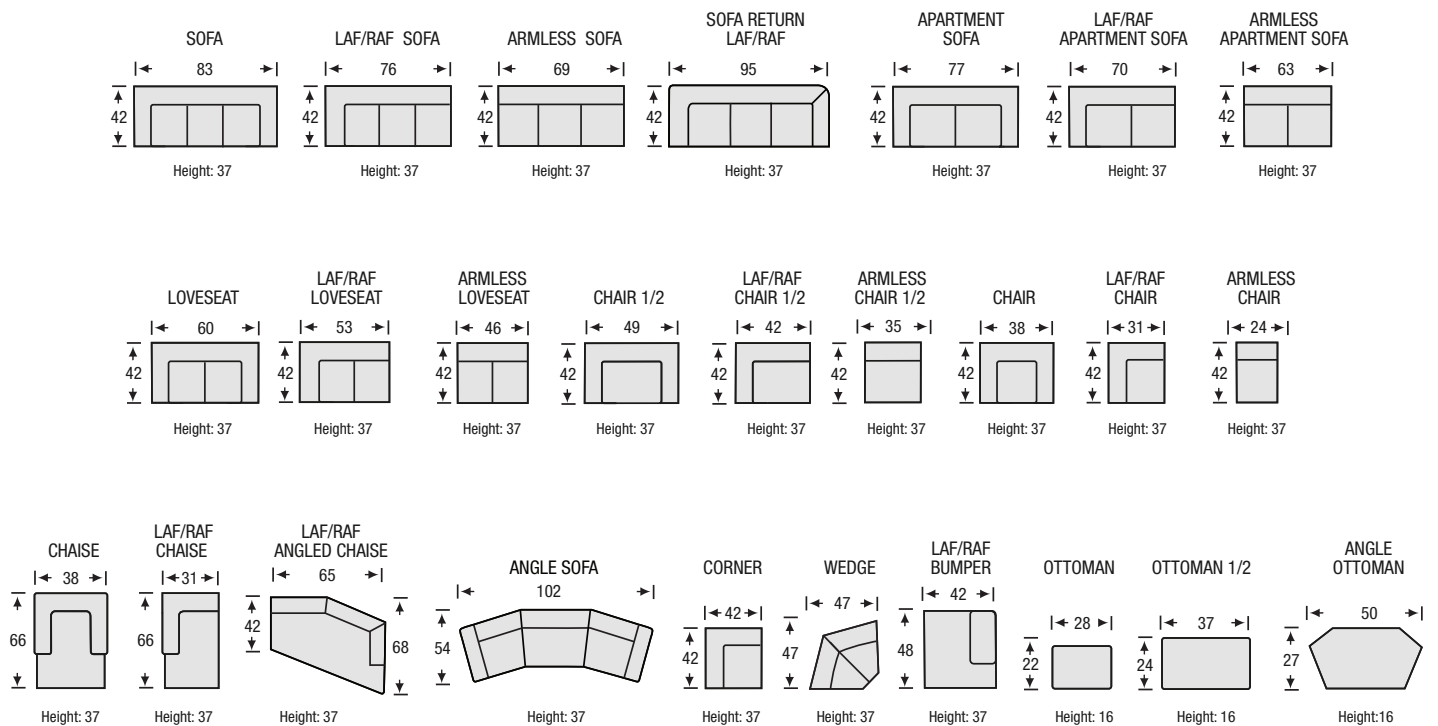 SOFA
83
42
Height: 37
LAF/RAF SOFA
76
42
Height: 37
ARMLESS SOFA
69
42
Height: 37
SOFA RETURN
LAF/RAF
95
42
Height: 37
APARTMENT
SOFA
77
42
Height: 37
LAF/RAF
APARTMENT SOFA
70
42
Height: 37
ARMLESS
APARTMENT SOFA
63
42
Height: 37
LOVESEAT
60
42
Height: 37
LAF/RAF
LOVESEAT
53
42
Height: 37
ARMLESS
LOVESEAT
46
42
Height: 37
CHAIR 1/2
49
42
Height: 37
LAF/RAF
CHAIR 1/2
42
42
Height: 37
ARMLESS
CHAIR 1/2
35
42
Height: 37
CHAIR
38
42
Height: 37
LAF/RAF
CHAIR
31
42
Height: 37
ARMLESS
CHAIR
24
42
Height: 37
CHAISE
38
66
Height: 37
LAF/RAF
CHAISE
31
66
Height: 37
LAF/RAF
ANGLED CHAISE
65
42
68
Height: 37
ANGLE SOFA
102
54
Height: 37
CORNER
42
42
Height: 37
WEDGE
47
47
Height: 37
LAF/RAF
BUMPER
42
48
Height: 37
OTTOMAN
28
22
Height: 16
OTTOMAN 1/2
37
24
Height: 16
ANGLE
OTTOMAN
50
27
Height:16